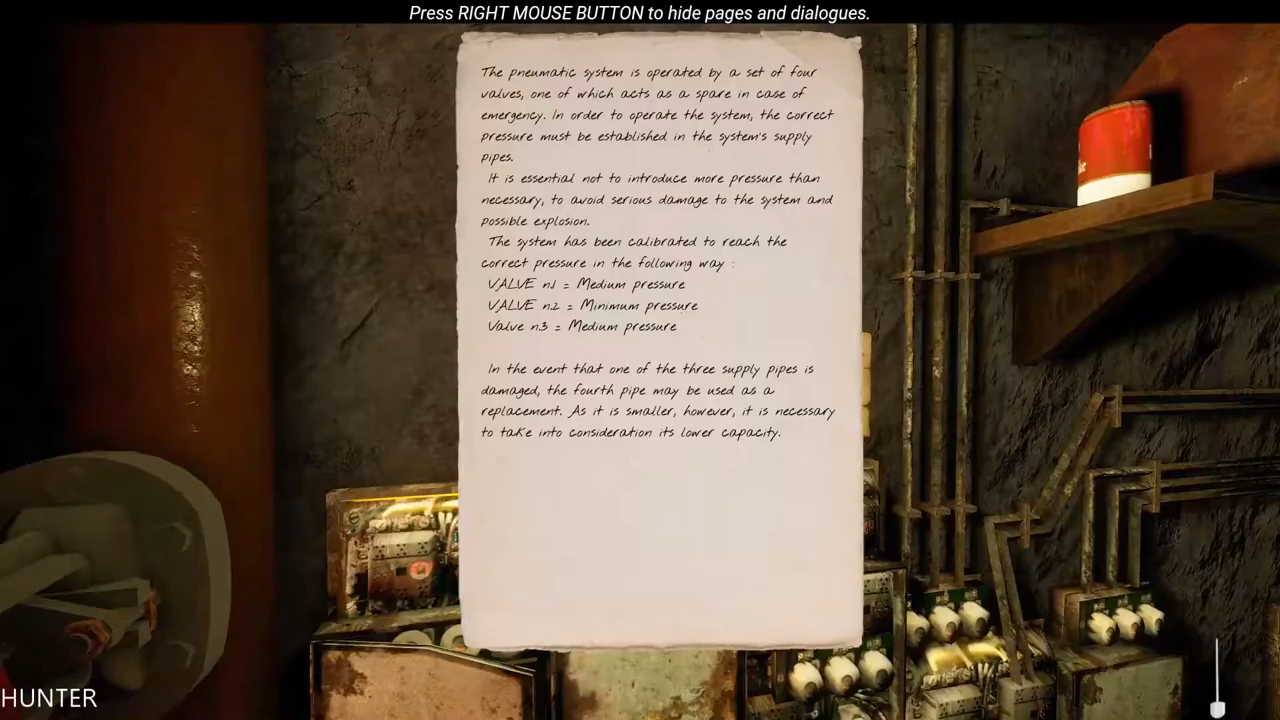 Press RIGHT MOUSE BUTTON to hide pages and dialogues.
The pneumatic system is operated by a set of four
valves, one of which acts as a spare in case of
emergency. In order to operate the system, the correct
pressure must be established in the system's supply
pipes.
It is essential not to introduce more pressure than
necessary, to avoid serious damage to the system and
possible explosion.
The system has been calibrated to reach the
correct pressure in the following way :
VALVE n.1 = Medium pressure
VALVE n.2 = Minimum pressure
Valve n.3 = Medium pressure
In the event that one of the three supply pipes is
damaged, the fourth pipe may be used as a
replacement. As it is smaller, however, it is necessary
to take into consideration its lower capacity.
HUNTER